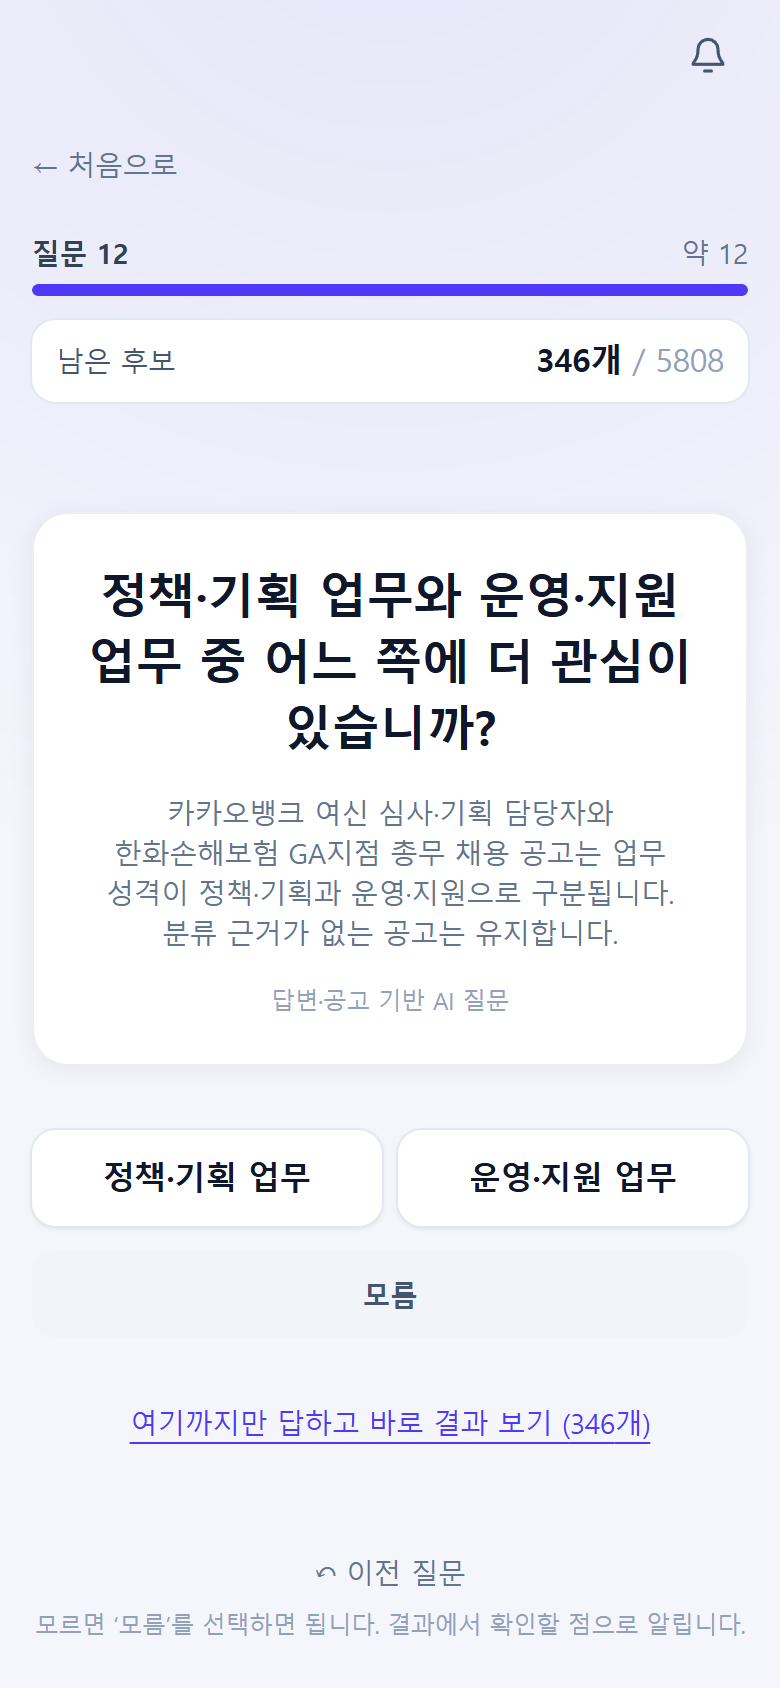 ← 처음으로
질문 12
약 12
남은 후보
346개 / 5808
정책·기획 업무와 운영·지원
업무 중 어느 쪽에 더 관심이
있습니까?
카카오뱅크 여신 심사·기획 담당자와
한화손해보험 GA지점 총무 채용 공고는 업무
성격이 정책·기획과 운영·지원으로 구분됩니다.
분류 근거가 없는 공고는 유지합니다.
답변·공고 기반 AI 질문
정책·기획 업무
운영·지원 업무
모름
여기까지만 답하고 바로 결과 보기 (346개)
↶ 이전 질문
모르면 ‘모름’를 선택하면 됩니다. 결과에서 확인할 점으로 알립니다.